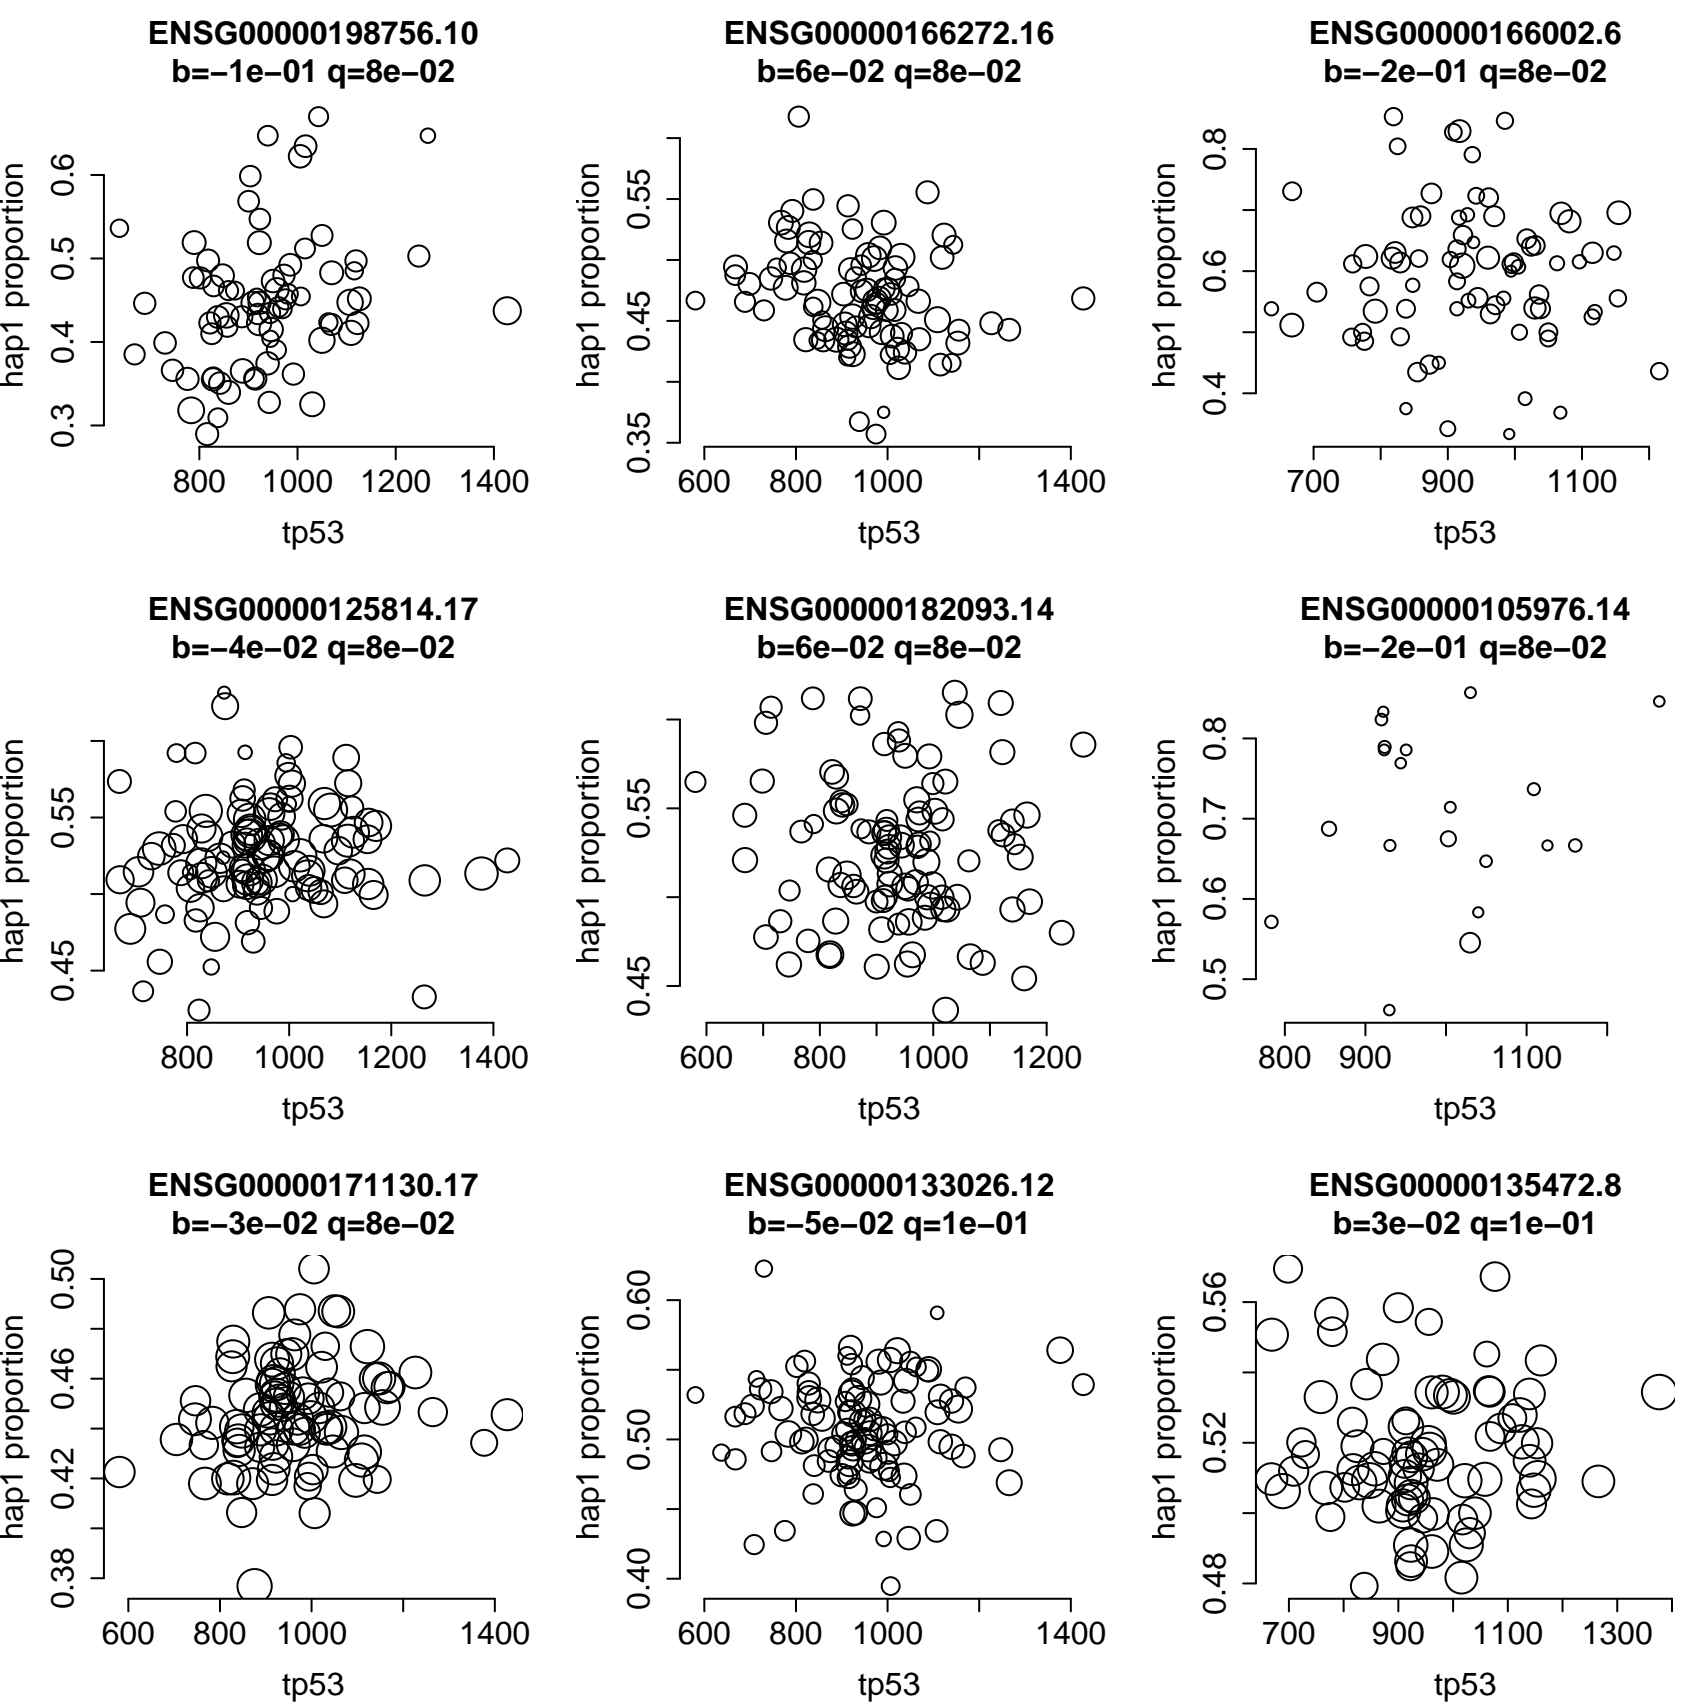 ENSG00000198756.10
b=−1e−01 q=8e−02
hap1 proportion
0.3 0.4 0.5 0.6
800 1000 1200 1400
tp53
ENSG00000166272.16
b=6e−02 q=8e−02
hap1 proportion
0.35 0.45 0.55
600 800 1000 1400
tp53
ENSG00000166002.6
b=−2e−01 q=8e−02
hap1 proportion
0.4 0.6 0.8
700 900 1100
tp53
ENSG00000125814.17
b=−4e−02 q=8e−02
hap1 proportion
0.45 0.55
800 1000 1200 1400
tp53
ENSG00000182093.14
b=6e−02 q=8e−02
hap1 proportion
0.45 0.55
600 800 1000 1200
tp53
ENSG00000105976.14
b=−2e−01 q=8e−02
hap1 proportion
0.5 0.6 0.7 0.8
800 900 1100
tp53
ENSG00000171130.17
b=−3e−02 q=8e−02
hap1 proportion
0.38 0.42 0.46 0.50
600 800 1000 1400
tp53
ENSG00000133026.12
b=−5e−02 q=1e−01
hap1 proportion
0.40 0.50 0.60
600 800 1000 1400
tp53
ENSG00000135472.8
b=3e−02 q=1e−01
hap1 proportion
0.48 0.52 0.56
700 900 1100 1300
tp53